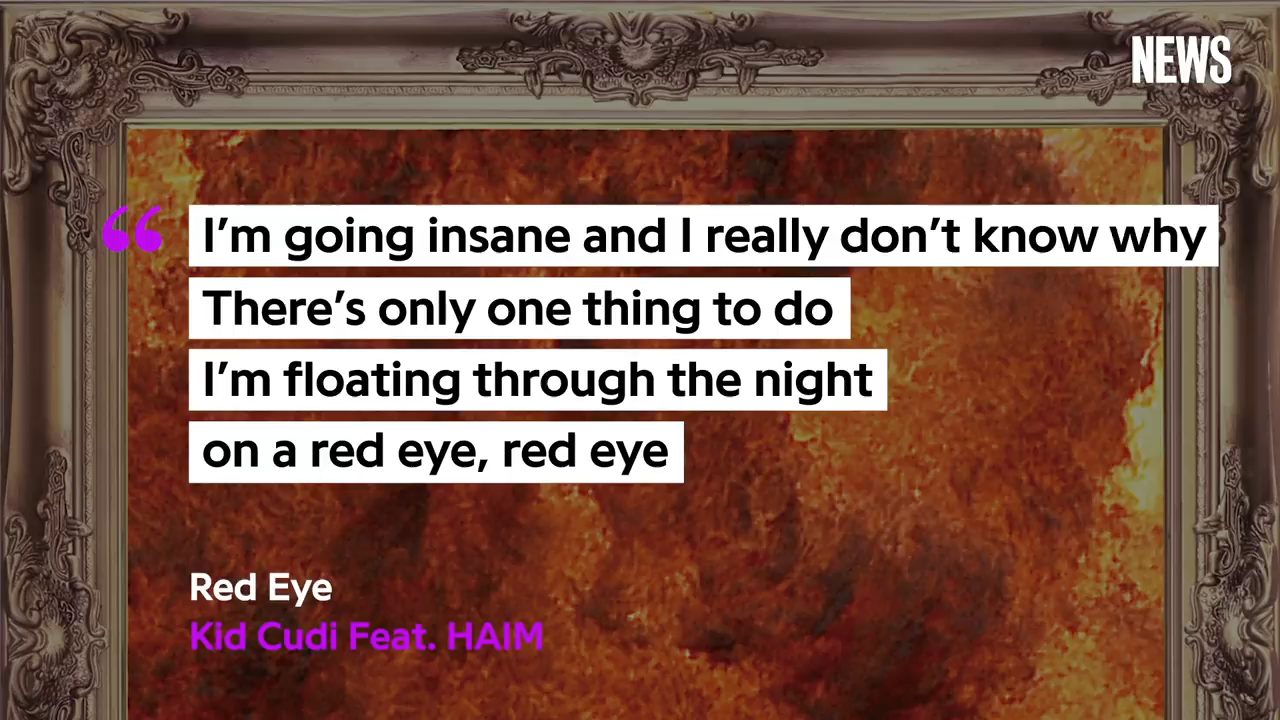 NEWS
“ I’m going insane and I really don’t know why
There’s only one thing to do
I’m floating through the night
on a red eye, red eye
Red Eye
Kid Cudi Feat. HAIM